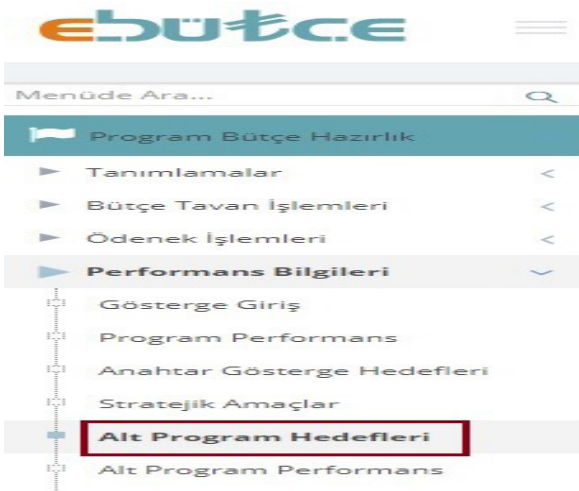 ebütçe
Menüde Ara...
Program Bütçe Hazırlık
Tanımlamalar
Bütçe Tavan İşlemleri
Ödenek İşlemleri
Performans Bilgileri
Gösterge Giriş
Program Performans
Anahtar Gösterge Hedefleri
Stratejik Amaçlar
Alt Program Hedefleri
Alt Program Performans